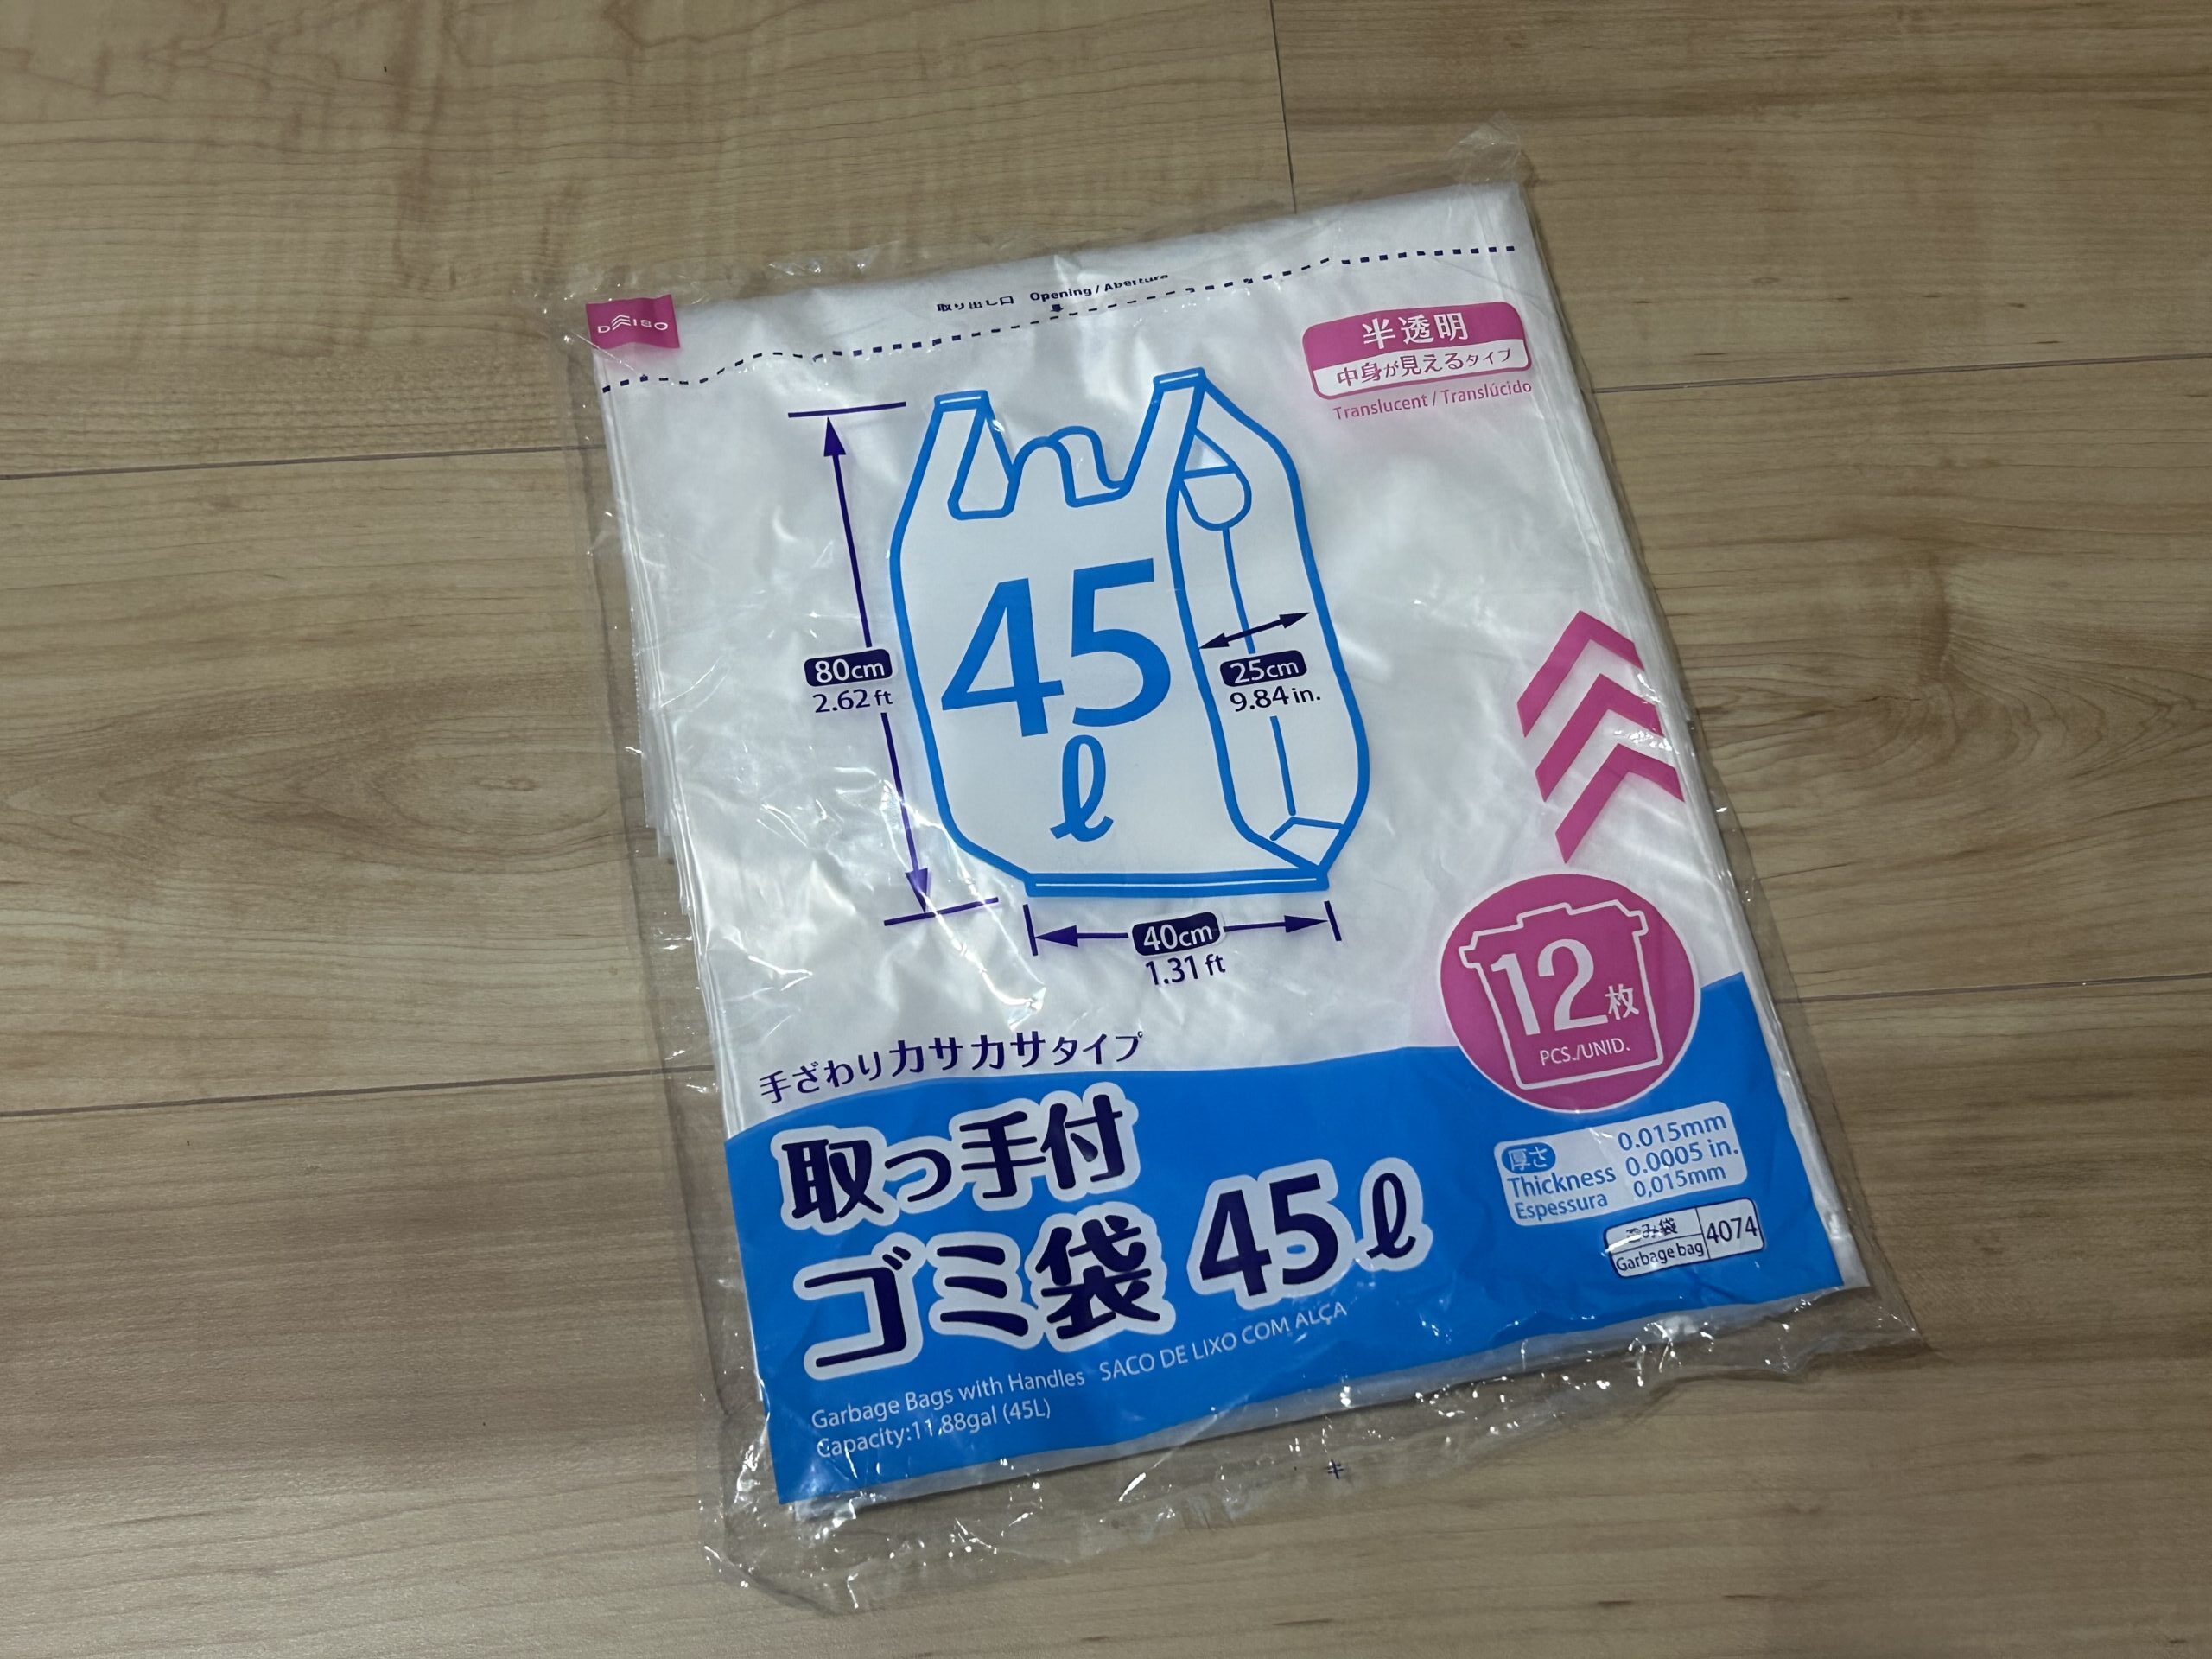 取り出し口 Opening / Abertura
DAISO
半透明
中身が見えるタイプ
Translucent / Translúcido
45
ℓ
80cm
2.62 ft
25cm
9.84 in.
40cm
1.31 ft
12枚
PCS./UNID.
手ざわりカサカサタイプ
取っ手付
ゴミ袋 45ℓ
厚さ 0.015mm
Thickness 0.0005 in.
Espessura 0,015mm
ごみ袋
Garbage bag 4074
Garbage Bags with Handles SACO DE LIXO COM ALÇA
Capacity:11.88gal (45L)
キ